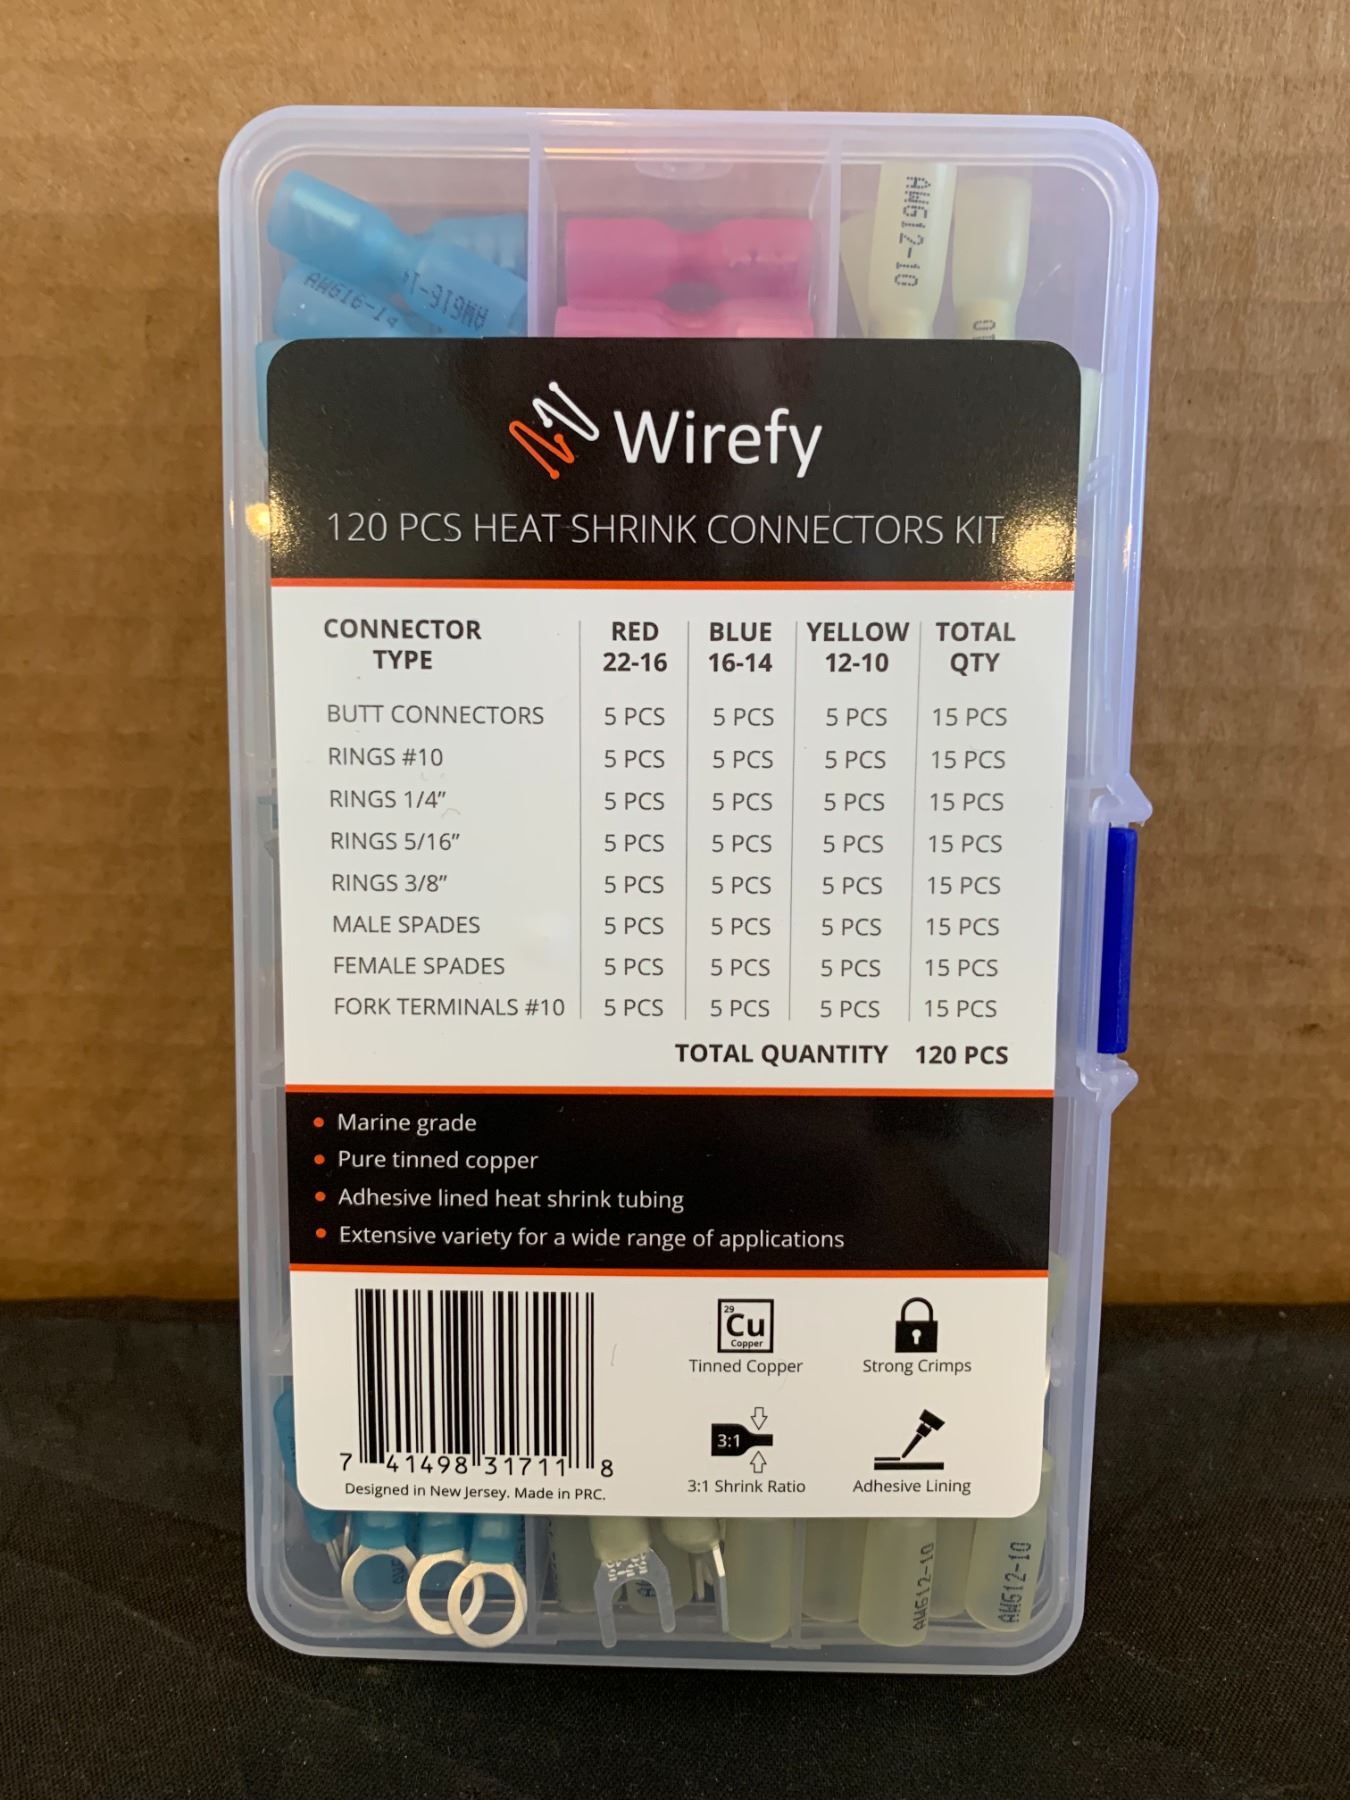 AWG16-14
AWG16-14
AWG12-10
10
Wirefy
120 PCS HEAT SHRINK CONNECTORS KIT
CONNECTOR TYPE RED 22-16 BLUE 16-14 YELLOW 12-10 TOTAL QTY
BUTT CONNECTORS 5 PCS 5 PCS 5 PCS 15 PCS
RINGS #10 5 PCS 5 PCS 5 PCS 15 PCS
RINGS 1/4” 5 PCS 5 PCS 5 PCS 15 PCS
RINGS 5/16” 5 PCS 5 PCS 5 PCS 15 PCS
RINGS 3/8” 5 PCS 5 PCS 5 PCS 15 PCS
MALE SPADES 5 PCS 5 PCS 5 PCS 15 PCS
FEMALE SPADES 5 PCS 5 PCS 5 PCS 15 PCS
FORK TERMINALS #10 5 PCS 5 PCS 5 PCS 15 PCS
TOTAL QUANTITY 120 PCS
Marine grade
Pure tinned copper
Adhesive lined heat shrink tubing
Extensive variety for a wide range of applications
7 41498 31711 8
Designed in New Jersey. Made in PRC.
29
Cu
Copper
Tinned Copper
Strong Crimps
3:1
3:1 Shrink Ratio
Adhesive Lining
AWG12-10
AWG12-10